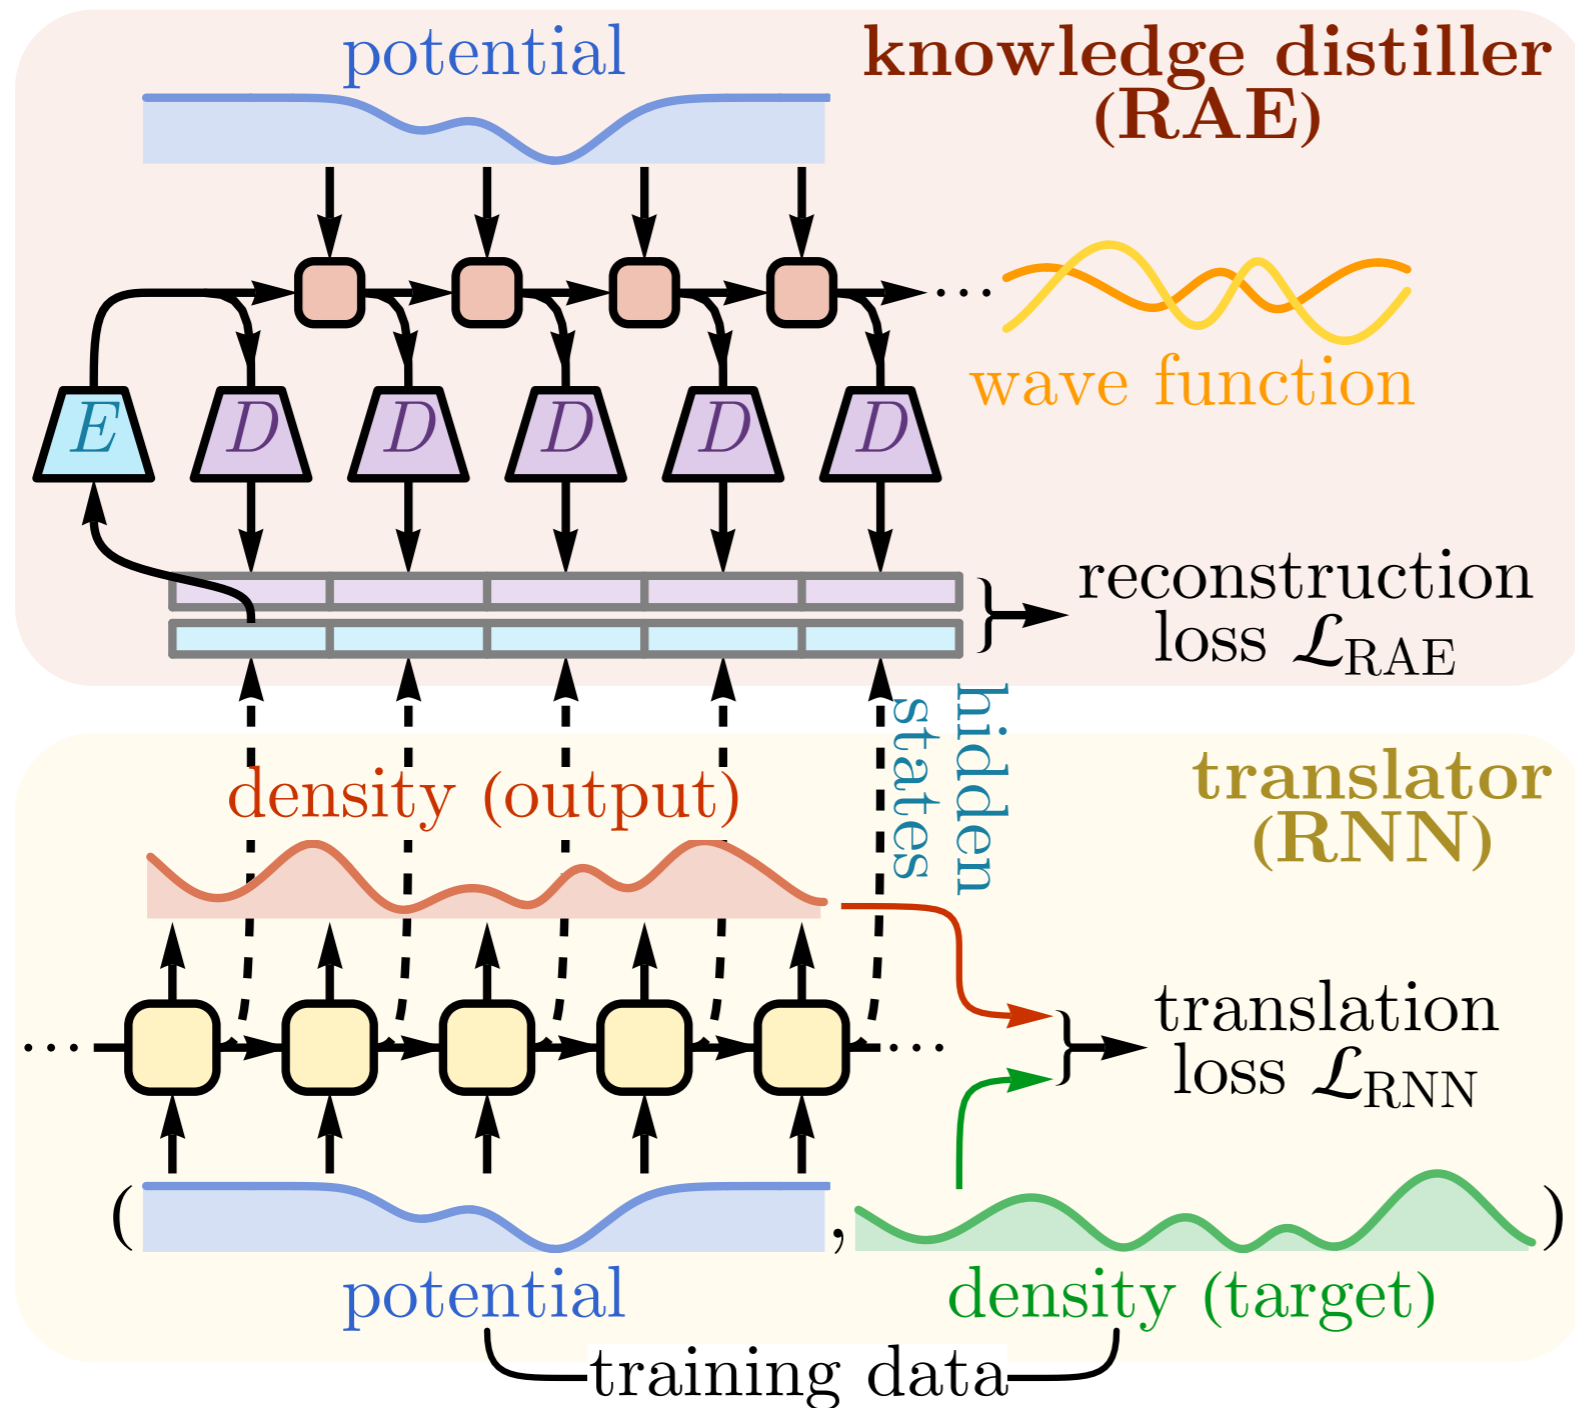 potential
knowledge distiller
(RAE)
···
wave function
E D D D D D
reconstruction
loss ℒRAE
hidden
states
translator
(RNN)
density (output)
··· ···
translation
loss ℒRNN
( , )
potential
density (target)
training data